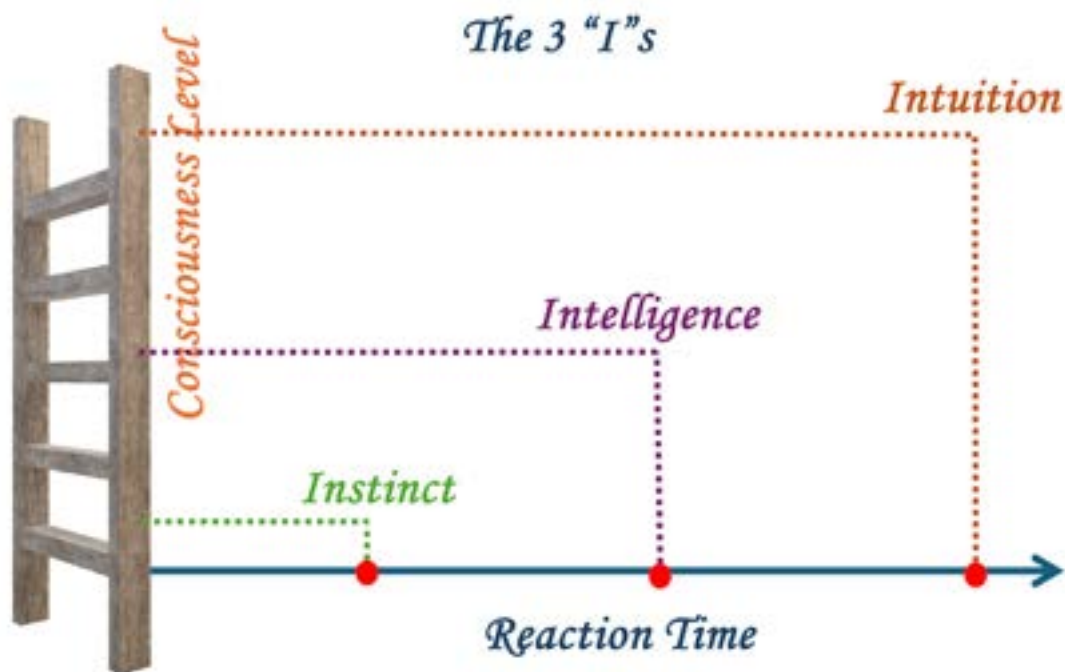 The 3 “I”s
Intuition
Consciousness Level
Intelligence
Instinct
Reaction Time